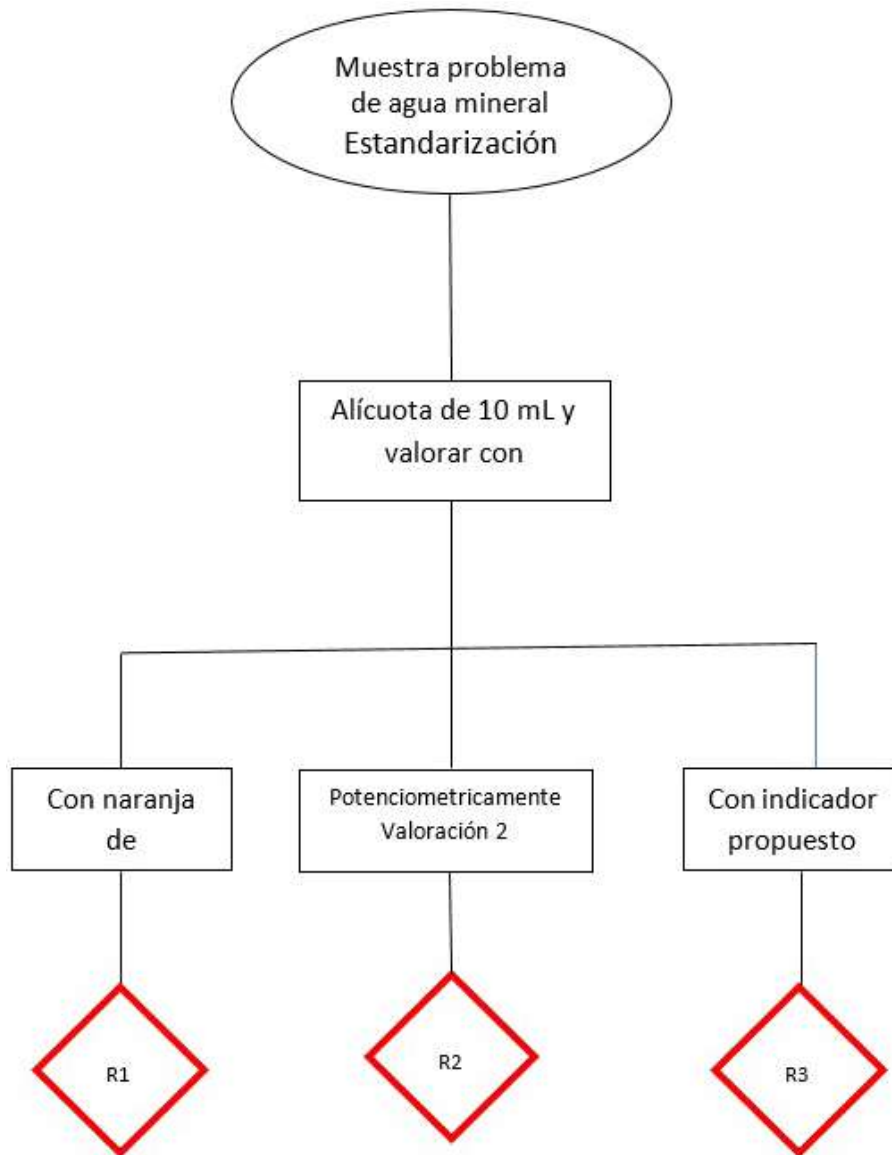 Muestra problema
de agua mineral
Estandarización
Alícuota de 10 mL y
valorar con
Con naranja
de
Potenciometricamente
Valoración 2
Con indicador
propuesto
R1
R2
R3